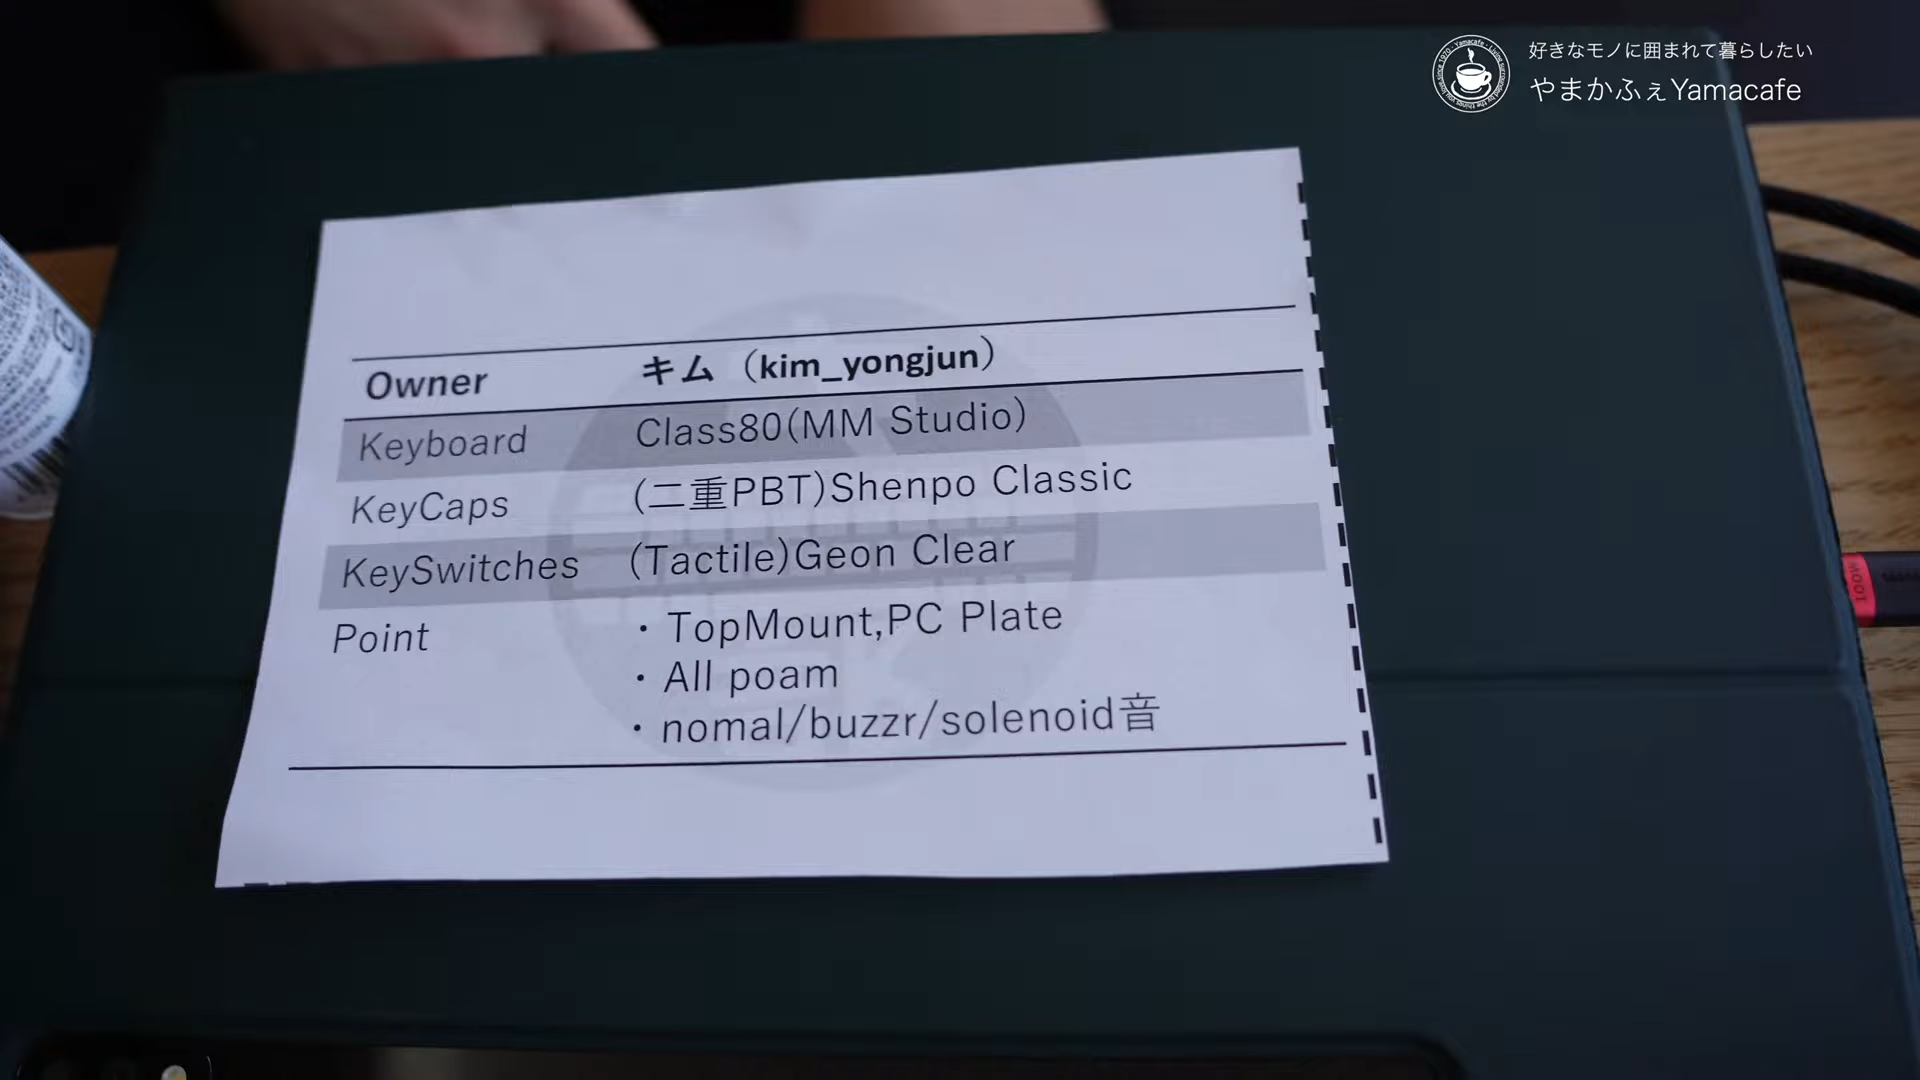 好きなモノに囲まれて暮らしたい
やまかふぇYamacafe
Owner キム（kim_yongjun）
Keyboard Class80(MM Studio)
KeyCaps (二重PBT)Shenpo Classic
KeySwitches (Tactile)Geon Clear
Point ・TopMount,PC Plate
・All poam
・nomal/buzzr/solenoid音
100W